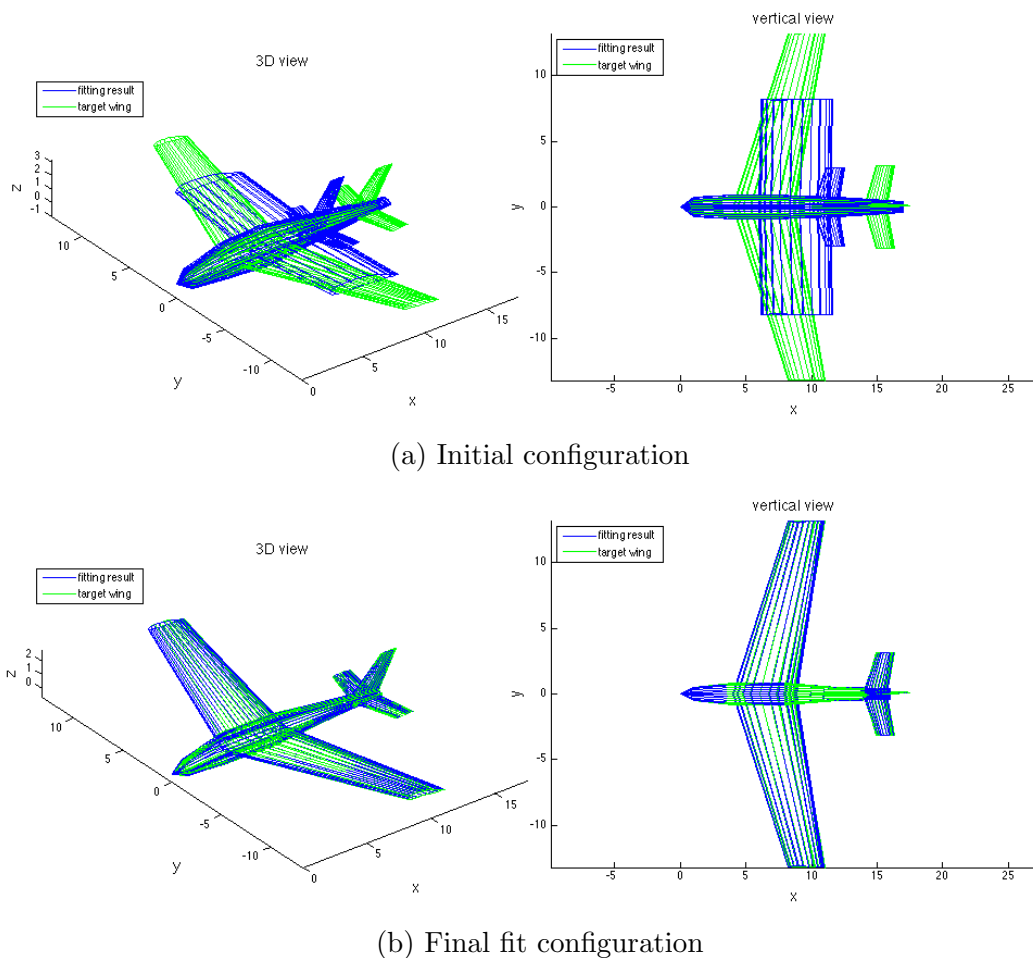 vertical view
3D view
fitting result
target wing
fitting result
target wing
3
2
1
0
-1
z
10
5
0
-5
-10
y
0
5
10
15
x
10
5
0
-5
-10
y
-5
0
5
10
15
20
25
x
(a) Initial configuration
vertical view
3D view
fitting result
target wing
fitting result
target wing
2
1
0
z
10
5
0
-5
-10
y
0
5
10
15
x
10
5
0
-5
-10
y
-5
0
5
10
15
20
25
x
(b) Final fit configuration